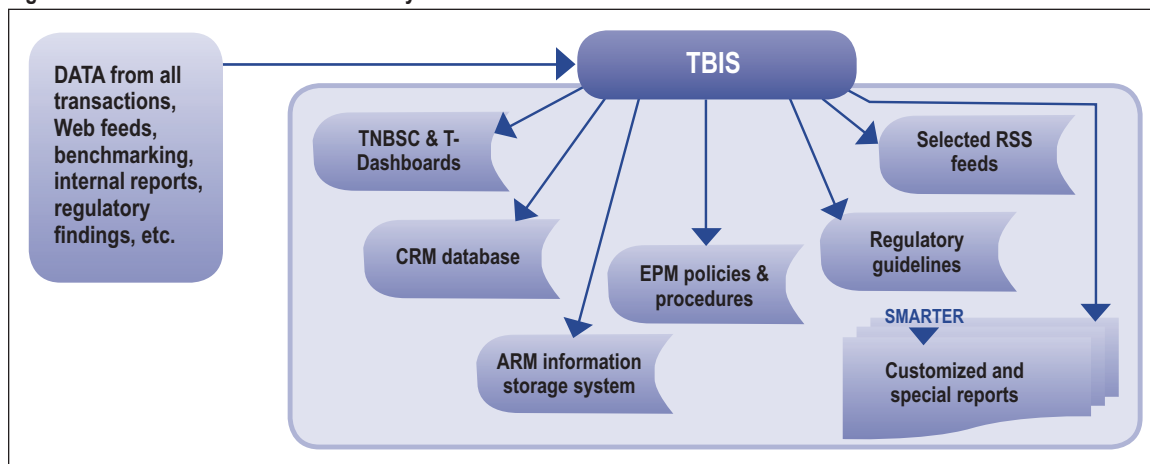 TBIS
DATA from all
transactions,
Web feeds,
benchmarking,
internal reports,
regulatory
findings, etc.
TNBSC & T-
Dashboards
Selected RSS
feeds
CRM database
EPM policies &
procedures
Regulatory
guidelines
ARM information
storage system
SMARTER
Customized and
special reports